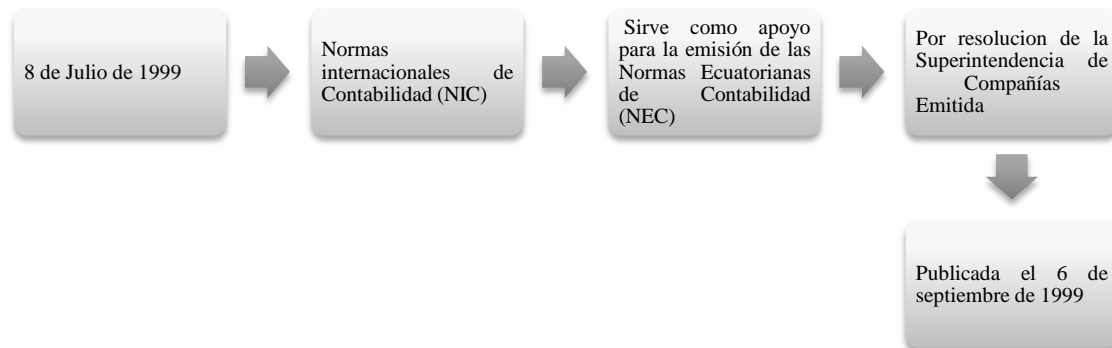 8 de Julio de 1999
Normas
internacionales de
Contabilidad (NIC)
Sirve como apoyo
para la emisión de las
Normas Ecuatorianas
de Contabilidad
(NEC)
Por resolucion de la
Superintendencia de
Compañías
Emitida
Publicada el 6 de
septiembre de 1999